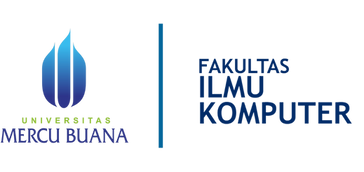 UNIVERSITAS
MERCU BUANA
FAKULTAS
ILMU
KOMPUTER